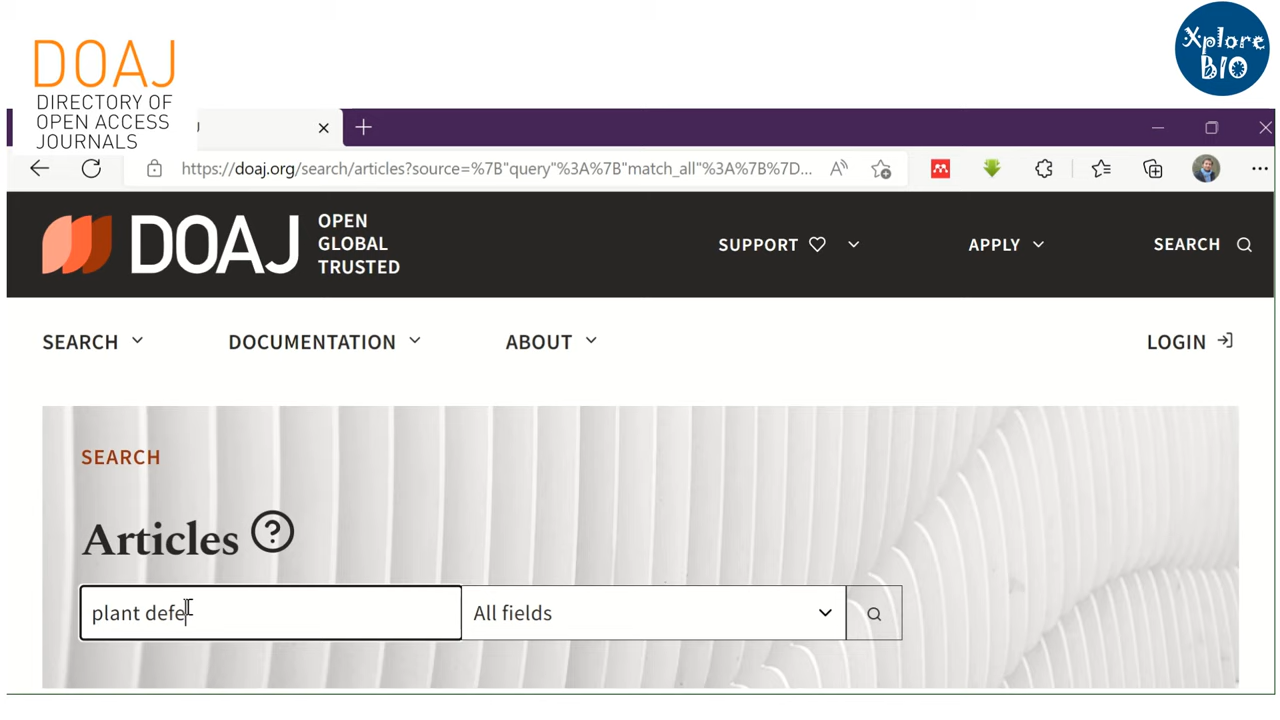 DOAJ
DIRECTORY OF
OPEN ACCESS
JOURNALS
Xplore
BIO
https://doaj.org/search/articles?source=%7B"query"%3A%7B"match_all"%3A%7B%7D...
DOAJ
OPEN
GLOBAL
TRUSTED
SUPPORT
APPLY
SEARCH
SEARCH
DOCUMENTATION
ABOUT
LOGIN
SEARCH
Articles ?
plant defe
All fields